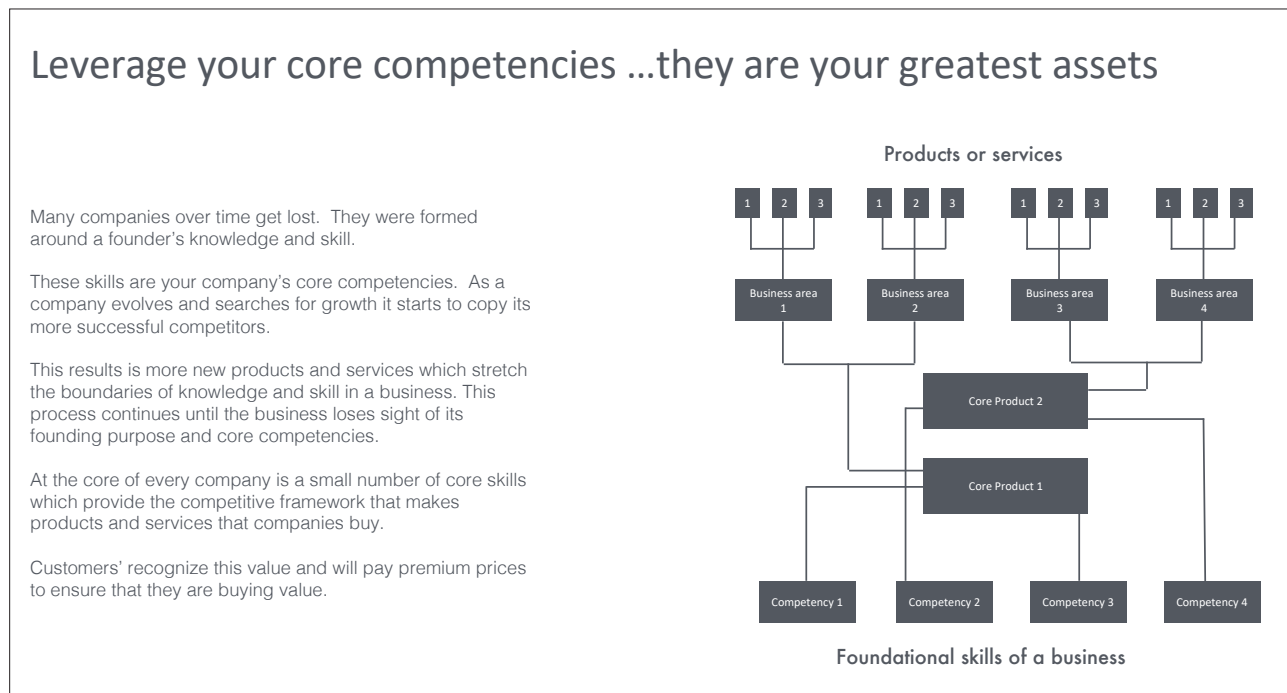 Leverage your core competencies ...they are your greatest assets
Many companies over time get lost.  They were formed
around a founder's knowledge and skill.
These skills are your company's core competencies.  As a
company evolves and searches for growth it starts to copy its
more successful competitors.
This results is more new products and services which stretch
the boundaries of knowledge and skill in a business. This
process continues until the business loses sight of its
founding purpose and core competencies.
At the core of every company is a small number of core skills
which provide the competitive framework that makes
products and services that companies buy.
Customers' recognize this value and will pay premium prices
to ensure that they are buying value.
Products or services
1 2 3 1 2 3 1 2 3 1 2 3
Business area
1
Business area
2
Business area
3
Business area
4
Core Product 2
Core Product 1
Competency 1 Competency 2 Competency 3 Competency 4
Foundational skills of a business